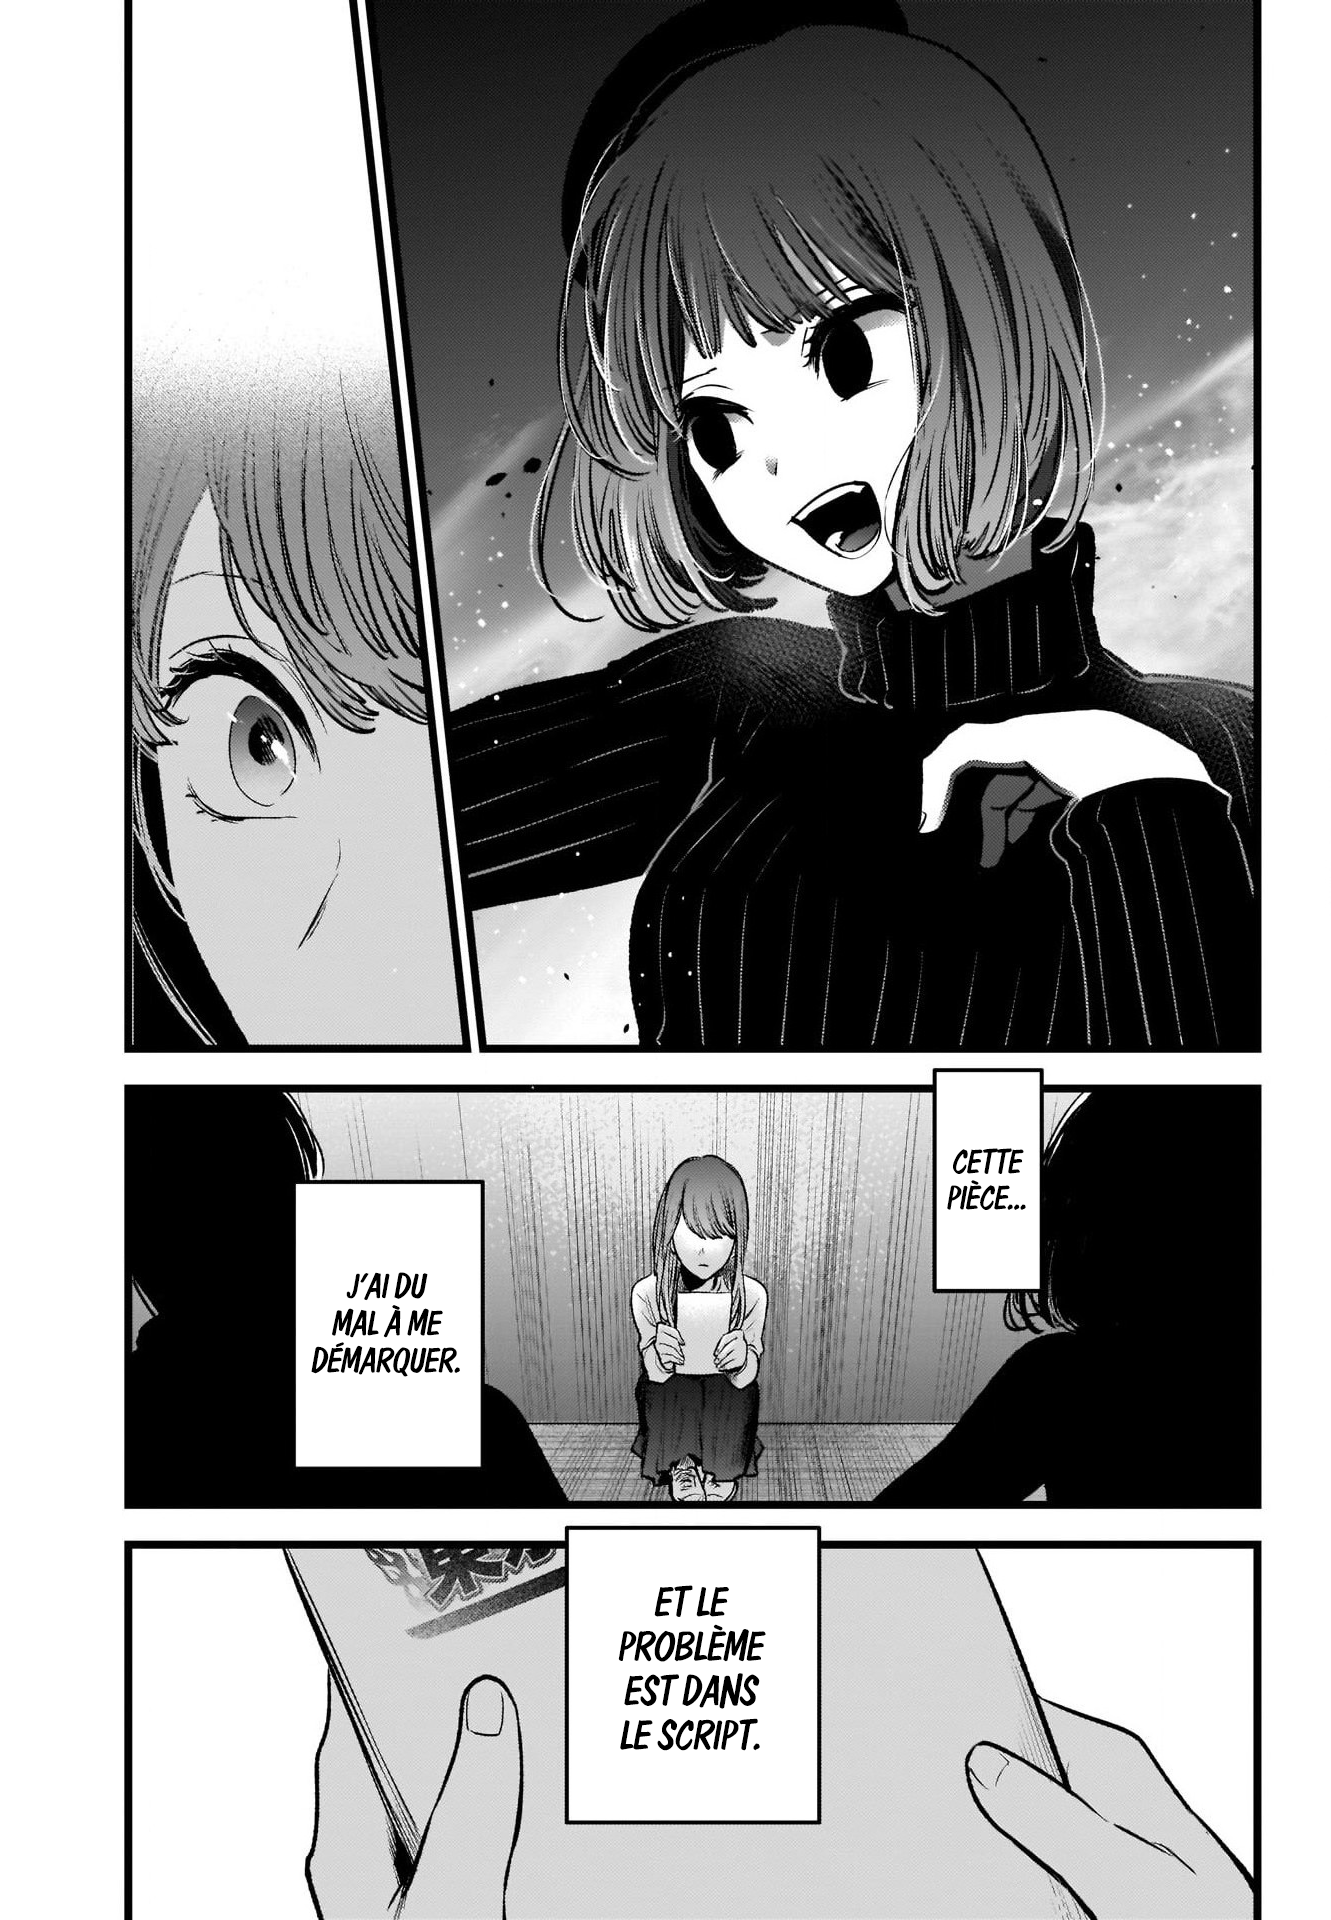 CETTE
PIÈCE...
J'AI DU
MAL À ME
DÉMARQUER.
ET LE
PROBLÈME
EST DANS
LE SCRIPT.